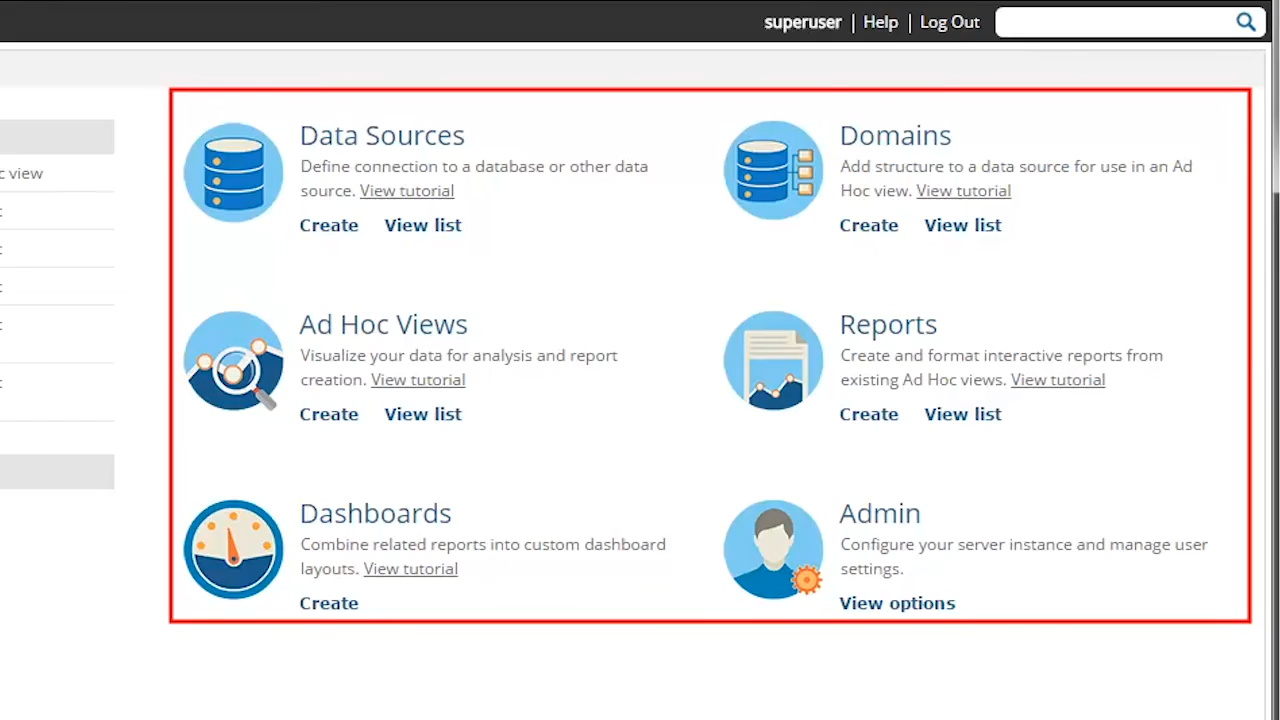 superuser | Help | Log Out
c view
Data Sources
Define connection to a database or other data
source. View tutorial
Create View list
Domains
Add structure to a data source for use in an Ad
Hoc view. View tutorial
Create View list
Ad Hoc Views
Visualize your data for analysis and report
creation. View tutorial
Create View list
Reports
Create and format interactive reports from
existing Ad Hoc views. View tutorial
Create View list
Dashboards
Combine related reports into custom dashboard
layouts. View tutorial
Create
Admin
Configure your server instance and manage user
settings.
View options